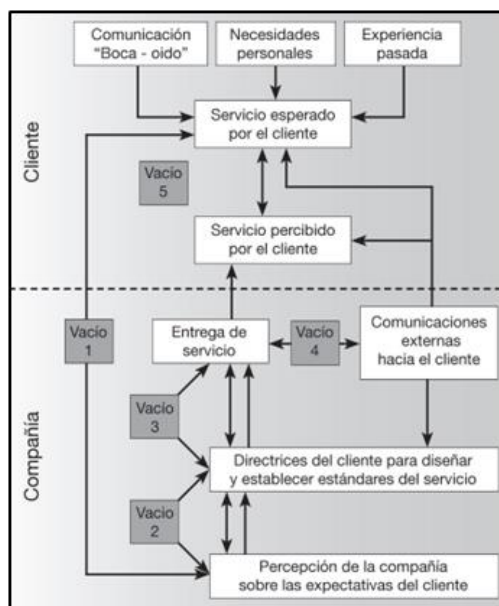 Comunicación
"Boca - oido"
Necesidades
personales
Experiencia
pasada
Servicio esperado
por el cliente
Cliente
Vacio
5
Servicio percibido
por el cliente
Vacío
1
Entrega de
servicio
Vacío
4
Comunicaciones
externas
hacia el cliente
Compañía
Vacio
3
Directrices del cliente para diseñar
y establecer estándares del servicio
Vacio
2
Percepción de la compañía
sobre las expectativas del cliente